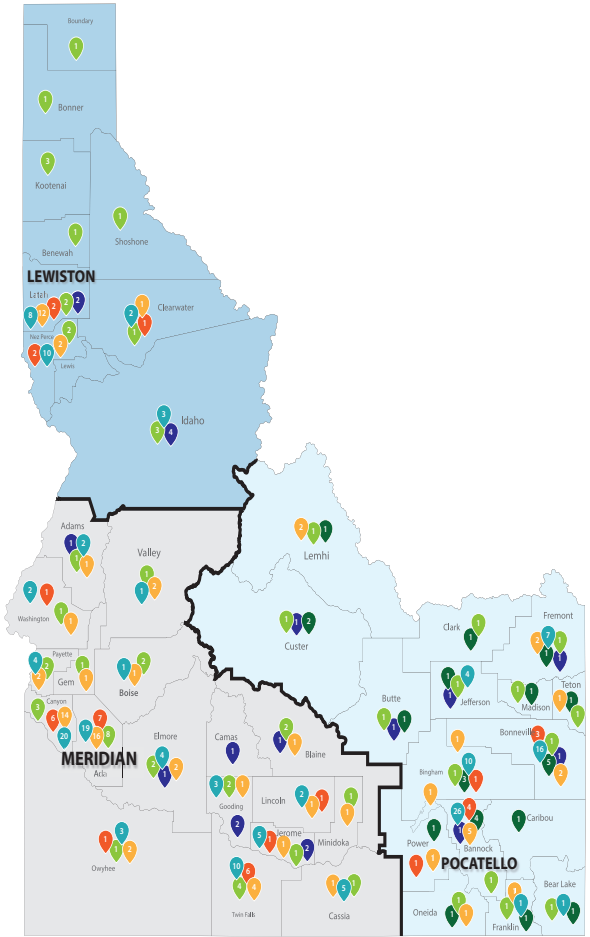 Boundary
1
1
Bonner
3
Kootenai
1
Shoshone
1
Benewah
LEWISTON
Latah
8 12 2 2 2
Clearwater
1
2
1
1
Nez Perce
2
2
2 10
Lewis
Idaho
3
3 4
Lemhi
2 1 1
Custer
1 1 2
Adams
1 2
1 1
Valley
1
2
1
Washington
2 1
1
1
Payette
4
2
2
Gem
1
1
Boise
1 1 2
Canyon
3
6 14
20
MERIDIAN
Ada
7
19
16 8
Elmore
4
2 2
1
Camas
1
Blaine
2
1 1
Gooding
3 2 1
2
Lincoln
2 1
1
Jerome
5 1 1
Minidoka
1
1
1 2
Owyhee
3
1
1 2
Twin Falls
10
6
4 4
Cassia
1 5 1
Clark
1
1
Fremont
7
2 1
1 1
Butte
1 1 1
Jefferson
1 4
1
1
Madison
1 1
Teton
1 1
1
Bonneville
3
1
16
1
5
2
Bingham
1
10
1 3 1
1
Power
1
1 1
Bannock
26 4
4
1 5
POCATELLO
Caribou
1
1
Oneida
1
1 1
Franklin
1
1 1
1
Bear Lake
1 1 1